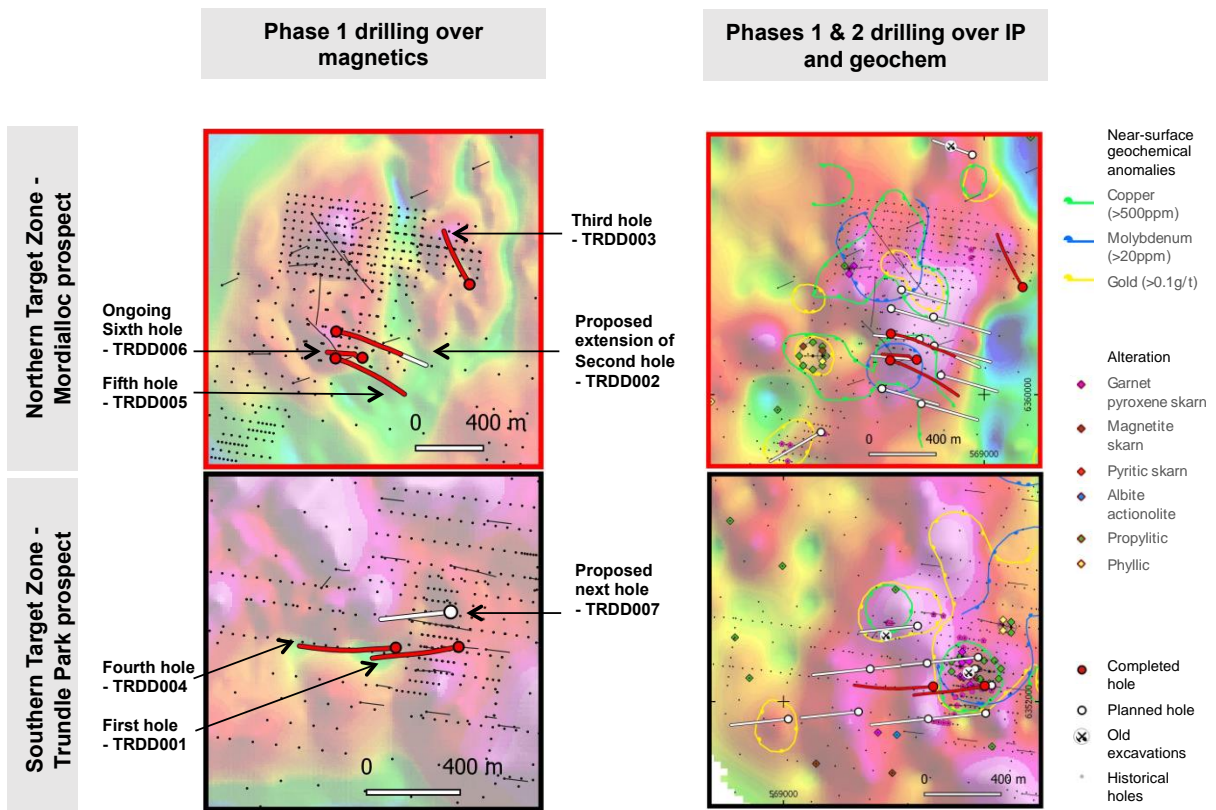 Phase 1 drilling over
magnetics
Phases 1 & 2 drilling over IP
and geochem
Northern Target Zone -
Mordialloc prospect
Third hole
- TRDD003
Ongoing
Sixth hole
- TRDD006
Fifth hole
- TRDD005
Proposed
extension of
Second hole
- TRDD002
0 400 m
6360000
0 400 m
569000
Near-surface
geochemical
anomalies
Copper
(>500ppm)
Molybdenum
(>20ppm)
Gold (>0.1g/t)
Alteration
Garnet
pyroxene skarn
Magnetite
skarn
Pyritic skarn
Albite
actionolite
Propylitic
Phyllic
Completed
hole
Planned hole
Old
excavations
Historical
holes
Southern Target Zone -
Trundle Park prospect
Proposed
next hole
- TRDD007
Fourth hole
- TRDD004
First hole
- TRDD001
0 400 m
6352000
0 400 m
569000